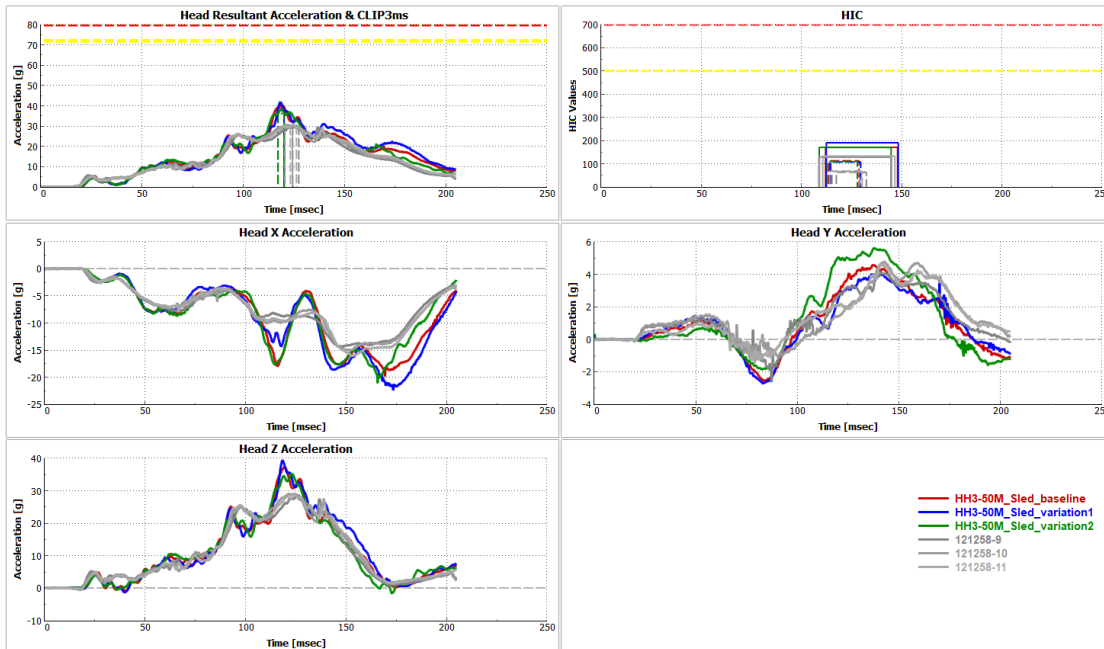 Head Resultant Acceleration & CLIP3ms
Acceleration [g]
80
70
60
50
40
30
20
10
0
0 50 100 150 200 250
Time [msec]
HIC
HIC Values
700
600
500
400
300
200
100
0
0 50 100 150 200 250
Time [msec]
Head X Acceleration
Acceleration [g]
5
0
-5
-10
-15
-20
-25
0 50 100 150 200 250
Time [msec]
Head Y Acceleration
Acceleration [g]
6
4
2
0
-2
-4
0 50 100 150 200 250
Time [msec]
Head Z Acceleration
Acceleration [g]
40
30
20
10
0
-10
0 50 100 150 200 250
Time [msec]
HH3-50M_Sled_baseline
HH3-50M_Sled_variation1
HH3-50M_Sled_variation2
121258-9
121258-10
121258-11